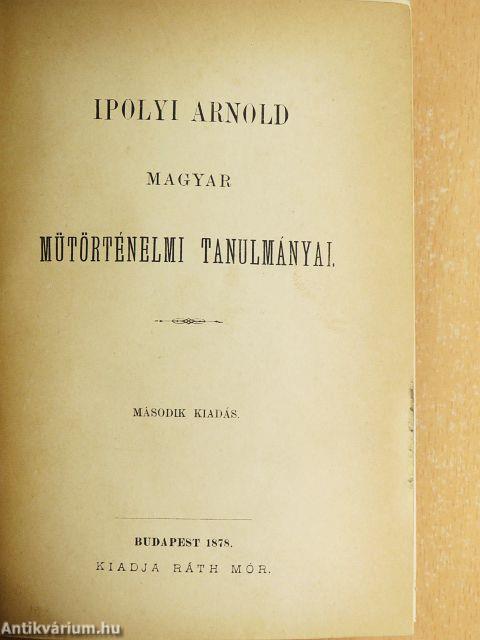 IPOLYI ARNOLD
MAGYAR
MŰTÖRTÉNELMI TANULMÁNYAI.
MÁSODIK KIADÁS.
BUDAPEST 1878.
KIADJA RÁTH MÓR.
Antikvárium.hu